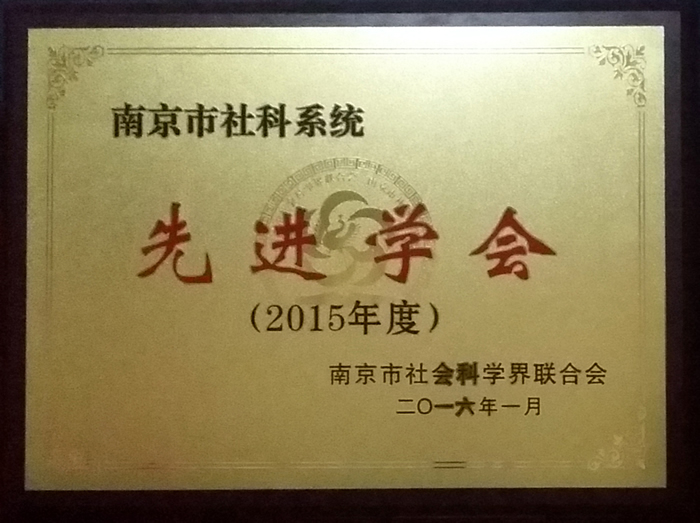 南京市社科系统
先进学会
（2015年度）
南京市社会科学界联合会
二〇一六年一月